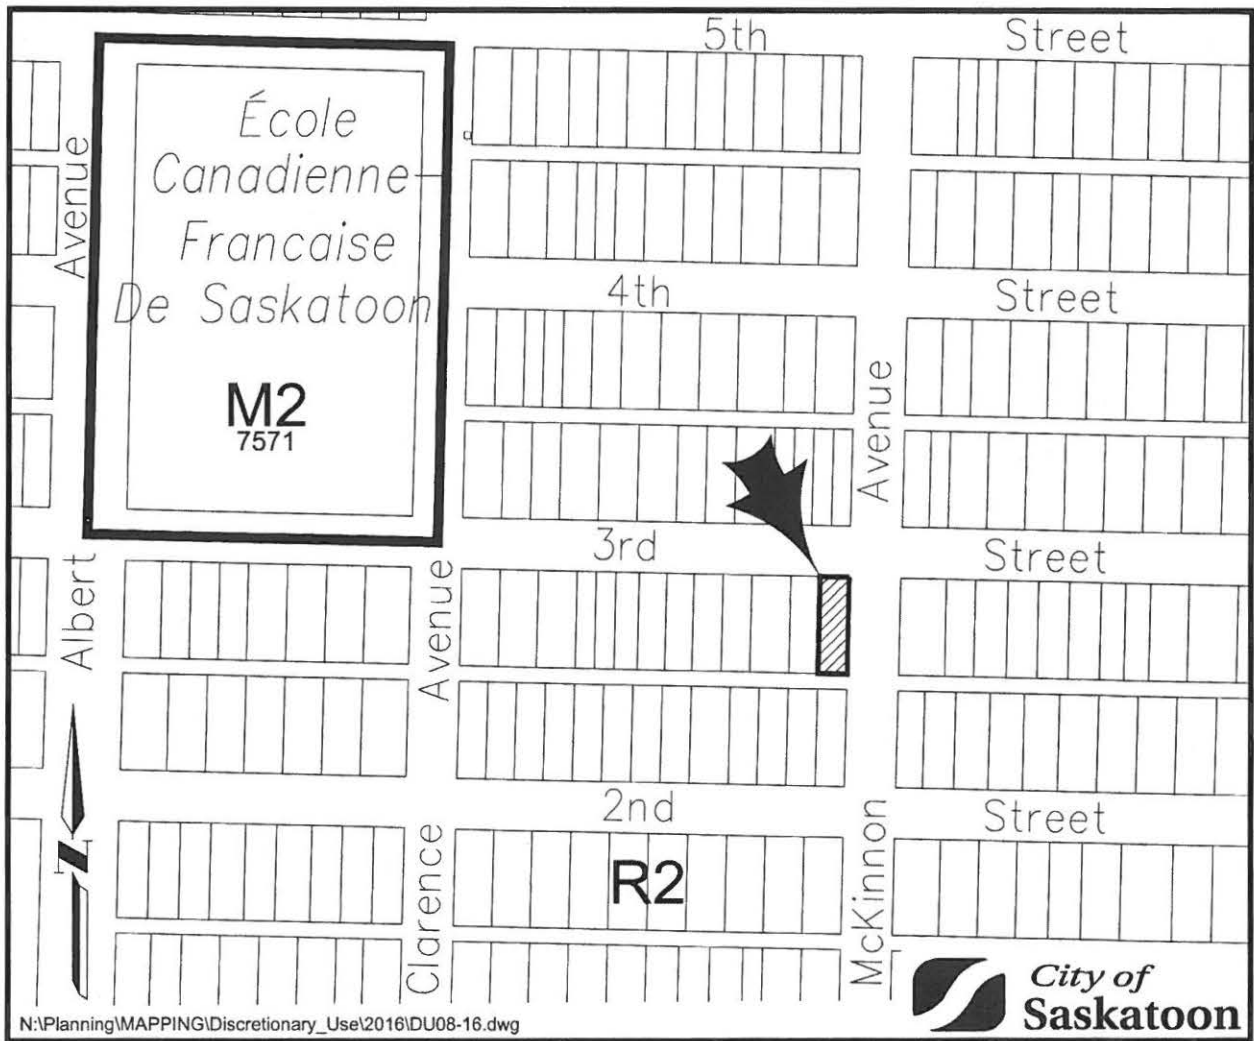 5th Street
École
Canadienne
Francaise
De Saskatoon
M2
7571
Avenue
4th Street
Avenue
3rd Street
Albert
Avenue
2nd Street
R2
Clarence
McKinnon
City of
Saskatoon
N:\Planning\MAPPING\Discretionary_Use\2016\DU08-16.dwg